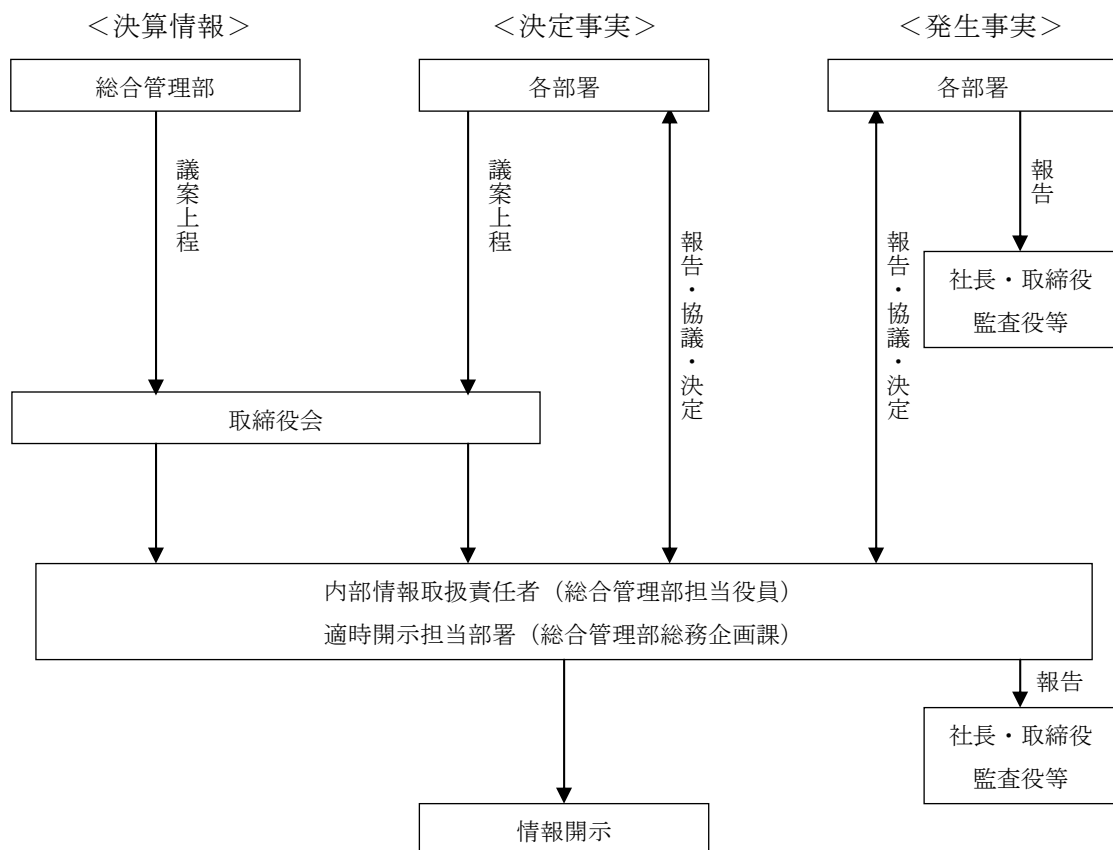 ＜決算情報＞
＜決定事実＞
＜発生事実＞
総合管理部
各部署
各部署
議案上程
議案上程
報告・協議・決定
報告・協議・決定
報告
社長・取締役
監査役等
取締役会
内部情報取扱責任者（総合管理部担当役員）
適時開示担当部署（総合管理部総務企画課）
報告
社長・取締役
監査役等
情報開示